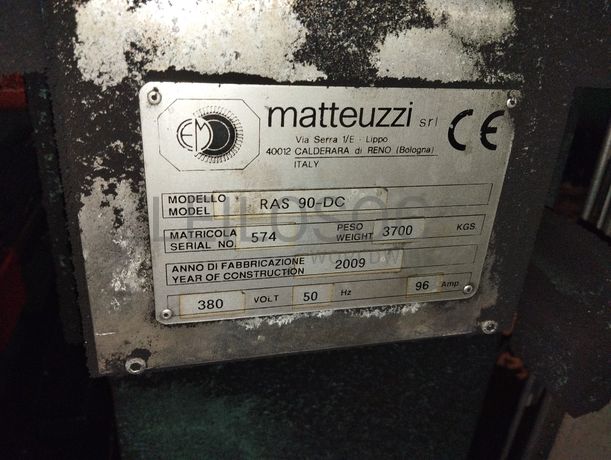 EM
matteuzzi srl
CE
Via Serra 1/E - Lippo
40012 CALDERARA di RENO (Bologna)
ITALY
MODELLO
MODEL RAS 90-DC
MATRICOLA PESO
SERIAL NO. 574 WEIGHT 3700 KGS
ANNO DI FABBRICAZIONE
YEAR OF CONSTRUCTION 2009
380 VOLT 50 Hz 96 Amp